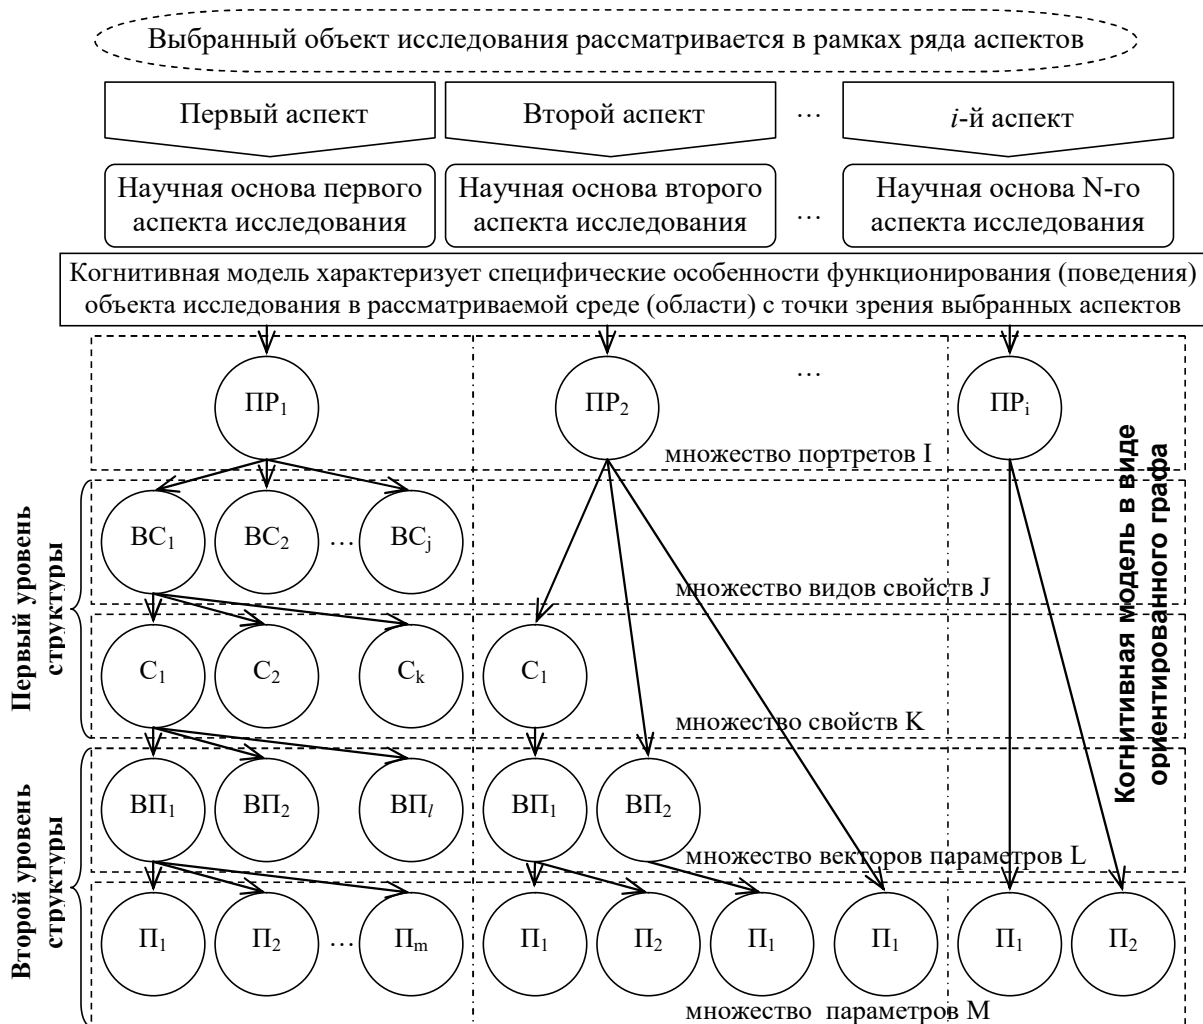 Выбранный объект исследования рассматривается в рамках ряда аспектов
Первый аспект
Второй аспект
...
i-й аспект
Научная основа первого
аспекта исследования
Научная основа второго
аспекта исследования
...
Научная основа N-го
аспекта исследования
Когнитивная модель характеризует специфические особенности функционирования (поведения)
объекта исследования в рассматриваемой среде (области) с точки зрения выбранных аспектов
ПР₁
ПР₂
...
ПРᵢ
множество портретов I
Первый уровень
структуры
ВС₁
ВС₂
...
ВСⱼ
множество видов свойств J
С₁
С₂
Сₖ
С₁
множество свойств K
Второй уровень
структуры
ВП₁
ВП₂
ВПₗ
ВП₁
ВП₂
множество векторов параметров L
П₁
П₂
...
Пₘ
П₁
П₂
П₁
П₁
П₁
П₂
множество параметров M
Когнитивная модель в виде
ориентированного графа